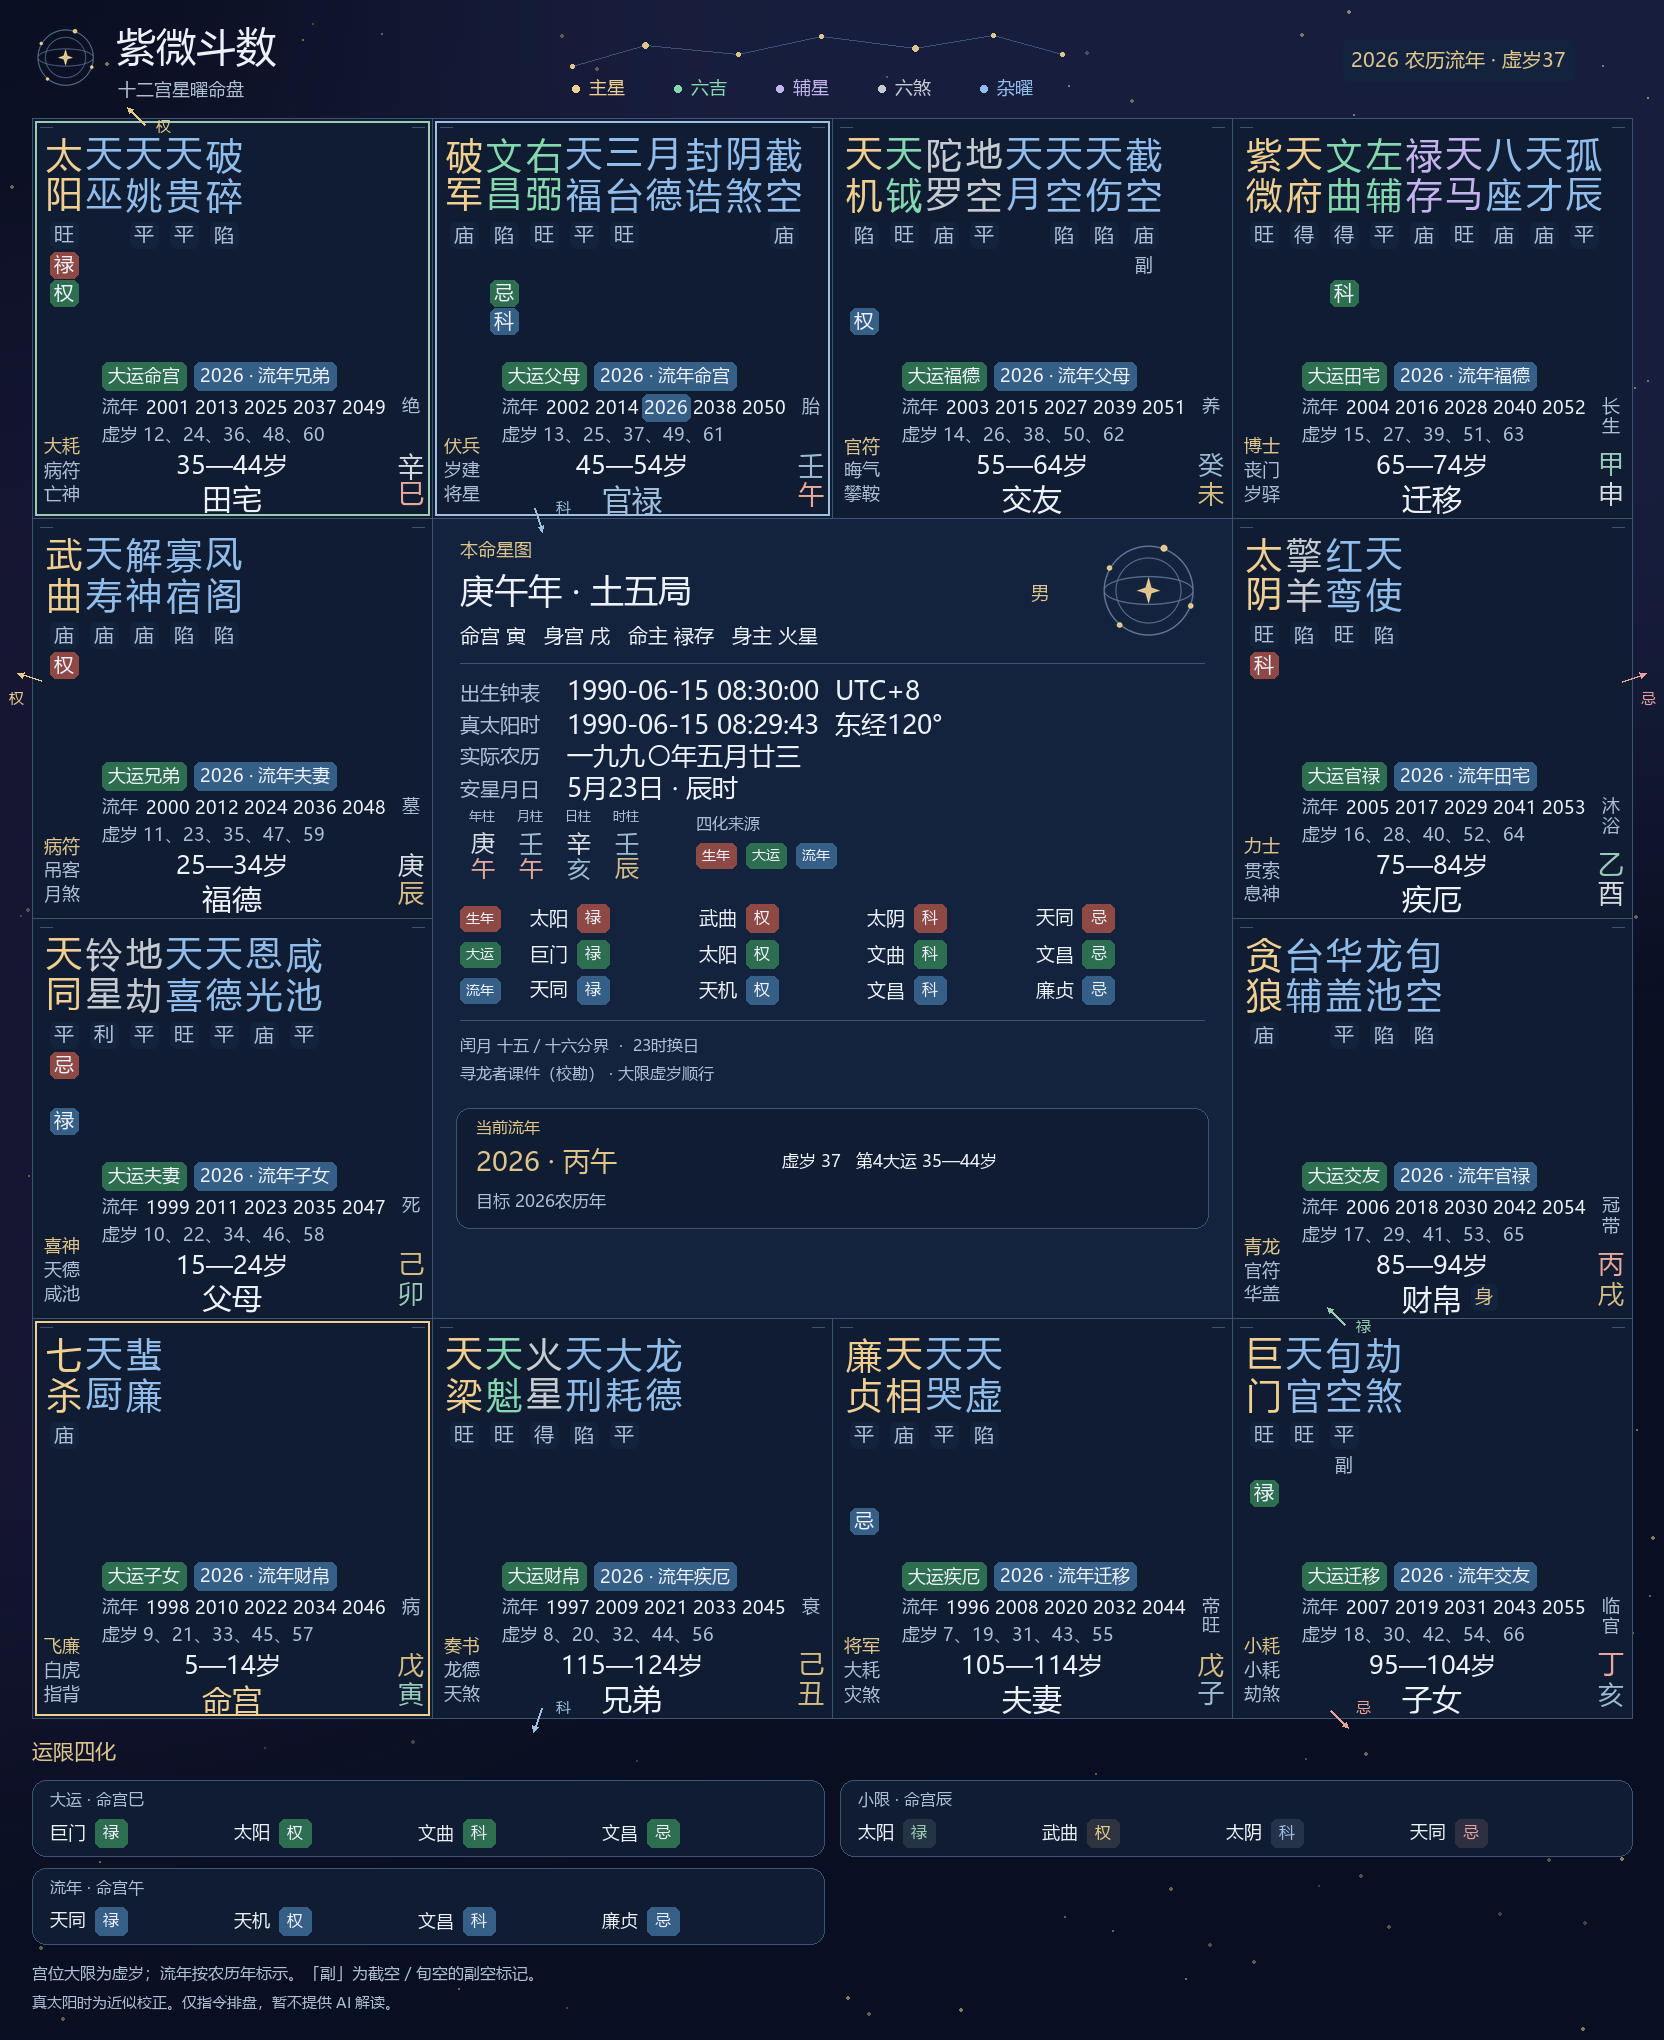 紫微斗数
十二宫星曜命盘
主星 六吉 辅星 六煞 杂曜
2026 农历流年 · 虚岁37
权
太阳 天巫 天姚 天贵 破碎
旺 平 平 陷
禄
权
大运命宫 2026 · 流年兄弟
流年 2001 2013 2025 2037 2049 绝
虚岁 12、24、36、48、60
大耗
病符
亡神
35—44岁
田宅
辛巳
破军 文昌 右弼 天福 三台 月德 封诰 阴煞 截空
庙 陷 旺 平 旺 庙
忌
科
大运父母 2026 · 流年命宫
流年 2002 2014 2026 2038 2050 胎
虚岁 13、25、37、49、61
伏兵
岁建
将星
45—54岁
官禄
壬午
科
天机 天钺 陀罗 地空 天月 天空 天伤 截空
陷 旺 庙 平 陷 陷 庙
副
权
大运福德 2026 · 流年父母
流年 2003 2015 2027 2039 2051 养
虚岁 14、26、38、50、62
官符
晦气
攀鞍
55—64岁
交友
癸未
紫微 天府 文曲 左辅 禄存 天马 八座 天才 孤辰
旺 得 得 平 庙 旺 庙 庙 平
科
大运田宅 2026 · 流年福德
流年 2004 2016 2028 2040 2052 长生
虚岁 15、27、39、51、63
博士
丧门
岁驿
65—74岁
迁移
甲申
武曲 天寿 解神 寡宿 凤阁
庙 庙 庙 陷 陷
权
权
大运兄弟 2026 · 流年夫妻
流年 2000 2012 2024 2036 2048 墓
虚岁 11、23、35、47、59
病符
吊客
月煞
25—34岁
福德
庚辰
本命星图
庚午年 · 土五局
男
命宫 寅 身宫 戌 命主 禄存 身主 火星
出生钟表 1990-06-15 08:30:00 UTC+8
真太阳时 1990-06-15 08:29:43 东经120°
实际农历 一九九〇年五月廿三
安星月日 5月23日 · 辰时
年柱 月柱 日柱 时柱
庚午 壬午 辛亥 壬辰
四化来源
生年 大运 流年
生年 太阳 禄 武曲 权 太阴 科 天同 忌
大运 巨门 禄 太阳 权 文曲 科 文昌 忌
流年 天同 禄 天机 权 文昌 科 廉贞 忌
闰月 十五 / 十六分界 · 23时换日
寻龙者课件（校勘）· 大限虚岁顺行
当前流年
2026 · 丙午
虚岁 37 第4大运 35—44岁
目标 2026农历年
太阴 擎羊 红鸾 天使
旺 陷 旺 陷
科
忌
大运官禄 2026 · 流年田宅
流年 2005 2017 2029 2041 2053 沐浴
虚岁 16、28、40、52、64
力士
贯索
息神
75—84岁
疾厄
乙酉
天同 铃星 地劫 天喜 天德 恩光 咸池
平 利 平 旺 平 庙 平
忌
禄
大运夫妻 2026 · 流年子女
流年 1999 2011 2023 2035 2047 死
虚岁 10、22、34、46、58
喜神
天德
咸池
15—24岁
父母
己卯
贪狼 台辅 华盖 龙池 旬空
庙 平 陷 陷
大运交友 2026 · 流年官禄
流年 2006 2018 2030 2042 2054 冠带
虚岁 17、29、41、53、65
青龙
官符
华盖
85—94岁
财帛 身
丙戌
禄
七杀 天厨 蜚廉
庙
大运子女 2026 · 流年财帛
流年 1998 2010 2022 2034 2046 病
虚岁 9、21、33、45、57
飞廉
白虎
指背
5—14岁
命宫
戊寅
天梁 天魁 火星 天刑 大耗 龙德
旺 旺 得 陷 平
大运财帛 2026 · 流年疾厄
流年 1997 2009 2021 2033 2045 衰
虚岁 8、20、32、44、56
奏书
龙德
天煞
115—124岁
兄弟
己丑
科
廉贞 天相 天哭 天虚
平 庙 平 陷
忌
大运疾厄 2026 · 流年迁移
流年 1996 2008 2020 2032 2044 帝旺
虚岁 7、19、31、43、55
将军
大耗
灾煞
105—114岁
夫妻
戊子
巨门 天官 旬空 劫煞
旺 旺 平
副
禄
大运迁移 2026 · 流年交友
流年 2007 2019 2031 2043 2055 临官
虚岁 18、30、42、54、66
小耗
小耗
劫煞
95—104岁
子女
丁亥
忌
运限四化
大运 · 命宫巳
巨门 禄 太阳 权 文曲 科 文昌 忌
小限 · 命宫辰
太阳 禄 武曲 权 太阴 科 天同 忌
流年 · 命宫午
天同 禄 天机 权 文昌 科 廉贞 忌
宫位大限为虚岁；流年按农历年标示。「副」为截空 / 旬空的副空标记。
真太阳时为近似校正。仅指令排盘，暂不提供 AI 解读。